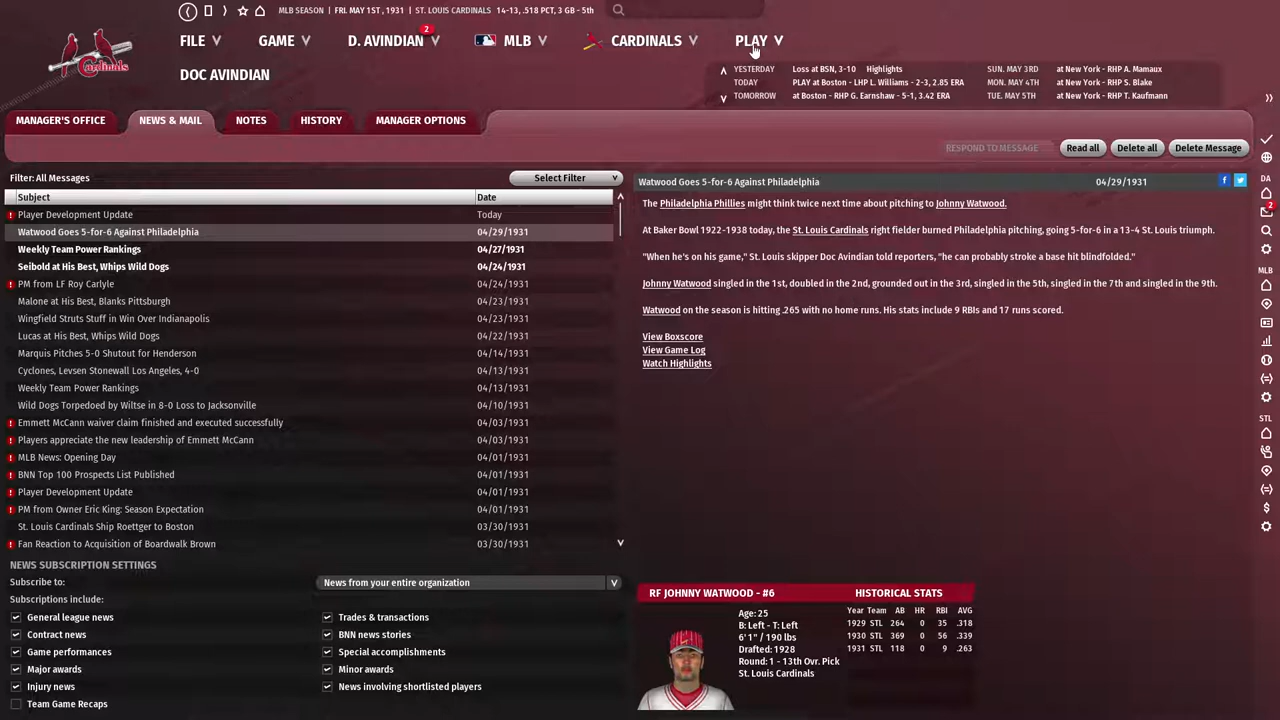 MLB SEASON | FRI. MAY 1ST, 1931 | ST. LOUIS CARDINALS 14-13, .518 PCT, 3 GB - 5th
FILE GAME D. AVINDIAN 2 MLB CARDINALS PLAY
Cardinals
DOC AVINDIAN
YESTERDAY Loss at BSN, 3-10 Highlights SUN. MAY 3RD at New York - RHP A. Mamaux
TODAY PLAY at Boston - LHP L. Williams - 2-3, 2.85 ERA MON. MAY 4TH at New York - RHP S. Blake
TOMORROW at Boston - RHP G. Earnshaw - 5-1, 3.42 ERA TUE. MAY 5TH at New York - RHP T. Kaufmann
MANAGER'S OFFICE NEWS & MAIL NOTES HISTORY MANAGER OPTIONS
RESPOND TO MESSAGE Read all Delete all Delete Message
Filter: All Messages Select Filter
Subject Date
Player Development Update Today
Watwood Goes 5-for-6 Against Philadelphia 04/29/1931
Weekly Team Power Rankings 04/27/1931
Seibold at His Best, Whips Wild Dogs 04/24/1931
PM from LF Roy Carlyle 04/24/1931
Malone at His Best, Blanks Pittsburgh 04/23/1931
Wingfield Struts Stuff in Win Over Indianapolis 04/23/1931
Lucas at His Best, Whips Wild Dogs 04/22/1931
Marquis Pitches 5-0 Shutout for Henderson 04/14/1931
Cyclones, Levsen Stonewall Los Angeles, 4-0 04/13/1931
Weekly Team Power Rankings 04/13/1931
Wild Dogs Torpedoed by Wiltse in 8-0 Loss to Jacksonville 04/10/1931
Emmett McCann waiver claim finished and executed successfully 04/03/1931
Players appreciate the new leadership of Emmett McCann 04/03/1931
MLB News: Opening Day 04/01/1931
BNN Top 100 Prospects List Published 04/01/1931
Player Development Update 04/01/1931
PM from Owner Eric King: Season Expectation 04/01/1931
St. Louis Cardinals Ship Roettger to Boston 03/30/1931
Fan Reaction to Acquisition of Boardwalk Brown 03/30/1931
NEWS SUBSCRIPTION SETTINGS
Subscribe to: News from your entire organization
Subscriptions include:
General league news Trades & transactions
Contract news BNN news stories
Game performances Special accomplishments
Major awards Minor awards
Injury news News involving shortlisted players
Team Game Recaps
Watwood Goes 5-for-6 Against Philadelphia 04/29/1931
The Philadelphia Phillies might think twice next time about pitching to Johnny Watwood.
At Baker Bowl 1922-1938 today, the St. Louis Cardinals right fielder burned Philadelphia pitching, going 5-for-6 in a 13-4 St. Louis triumph.
"When he's on his game," St. Louis skipper Doc Avindian told reporters, "he can probably stroke a base hit blindfolded."
Johnny Watwood singled in the 1st, doubled in the 2nd, grounded out in the 3rd, singled in the 5th, singled in the 7th and singled in the 9th.
Watwood on the season is hitting .265 with no home runs. His stats include 9 RBIs and 17 runs scored.
View Boxscore
View Game Log
Watch Highlights
RF JOHNNY WATWOOD - #6 HISTORICAL STATS
Age: 25
B: Left - T: Left
6' 1" / 190 lbs
Drafted: 1928
Round: 1 - 13th Ovr. Pick
St. Louis Cardinals
Year Team AB HR RBI AVG
1929 STL 264 0 35 .318
1930 STL 369 0 56 .339
1931 STL 118 0 9 .263
DA
2
MLB
STL